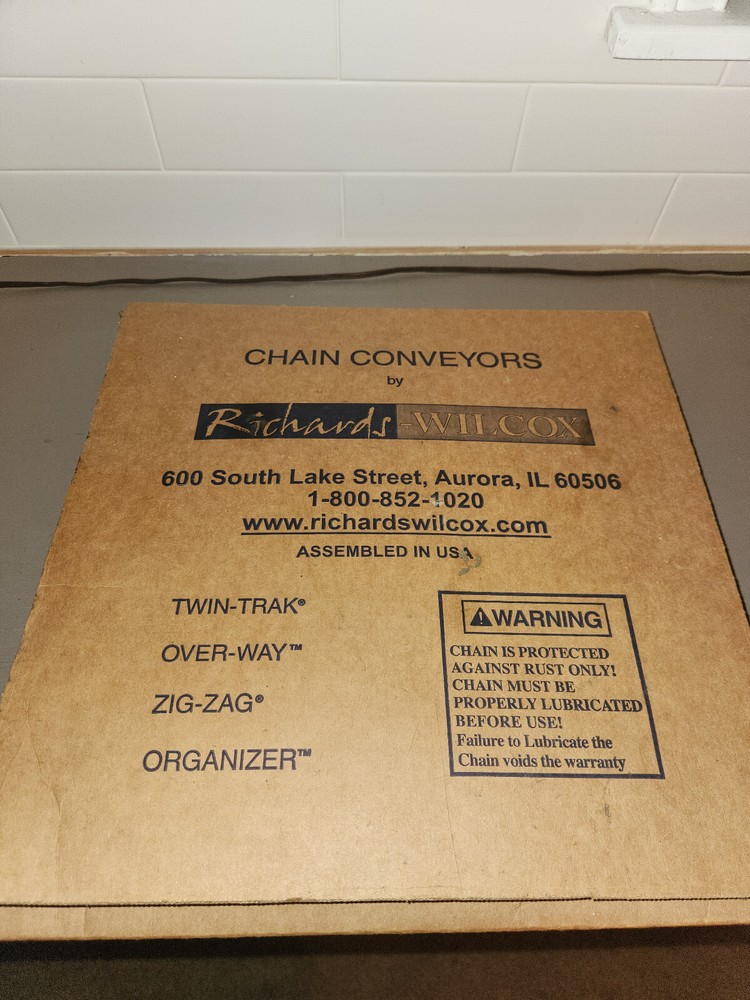 CHAIN CONVEYORS
by
Richards-WILCOX
600 South Lake Street, Aurora, IL 60506
1-800-852-1020
www.richardswilcox.com
ASSEMBLED IN USA
TWIN-TRAK®
OVER-WAY™
ZIG-ZAG®
ORGANIZER™
⚠WARNING
CHAIN IS PROTECTED
AGAINST RUST ONLY!
CHAIN MUST BE
PROPERLY LUBRICATED
BEFORE USE!
Failure to Lubricate the
Chain voids the warranty